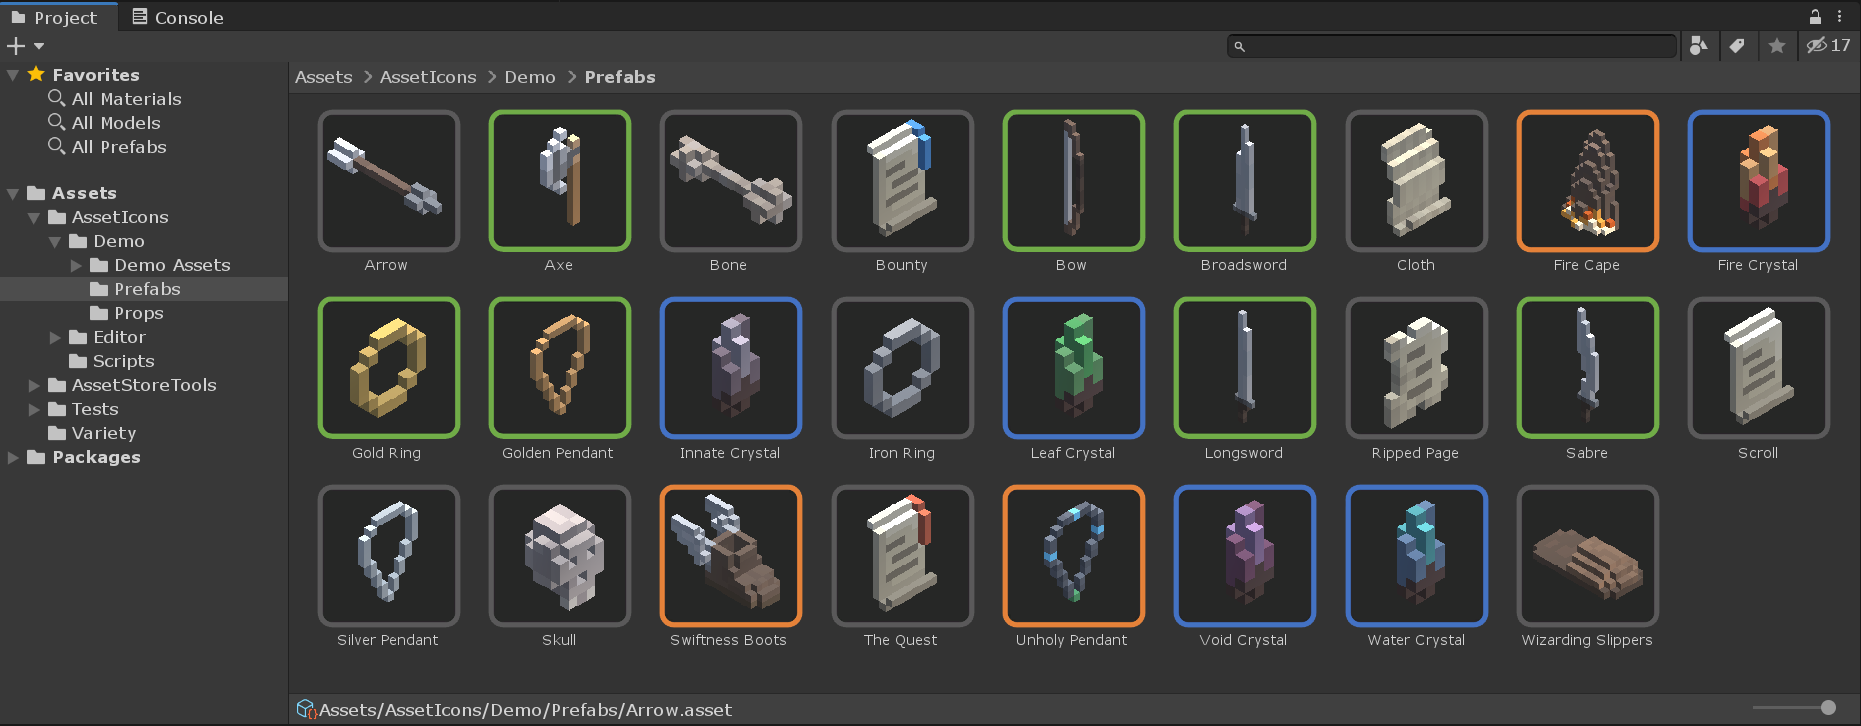 Project
Console
17
Favorites
All Materials
All Models
All Prefabs
Assets
AssetIcons
Demo
Demo Assets
Prefabs
Props
Editor
Scripts
AssetStoreTools
Tests
Variety
Packages
Assets > AssetIcons > Demo > Prefabs
Arrow
Axe
Bone
Bounty
Bow
Broadsword
Cloth
Fire Cape
Fire Crystal
Gold Ring
Golden Pendant
Innate Crystal
Iron Ring
Leaf Crystal
Longsword
Ripped Page
Sabre
Scroll
Silver Pendant
Skull
Swiftness Boots
The Quest
Unholy Pendant
Void Crystal
Water Crystal
Wizarding Slippers
Assets/AssetIcons/Demo/Prefabs/Arrow.asset